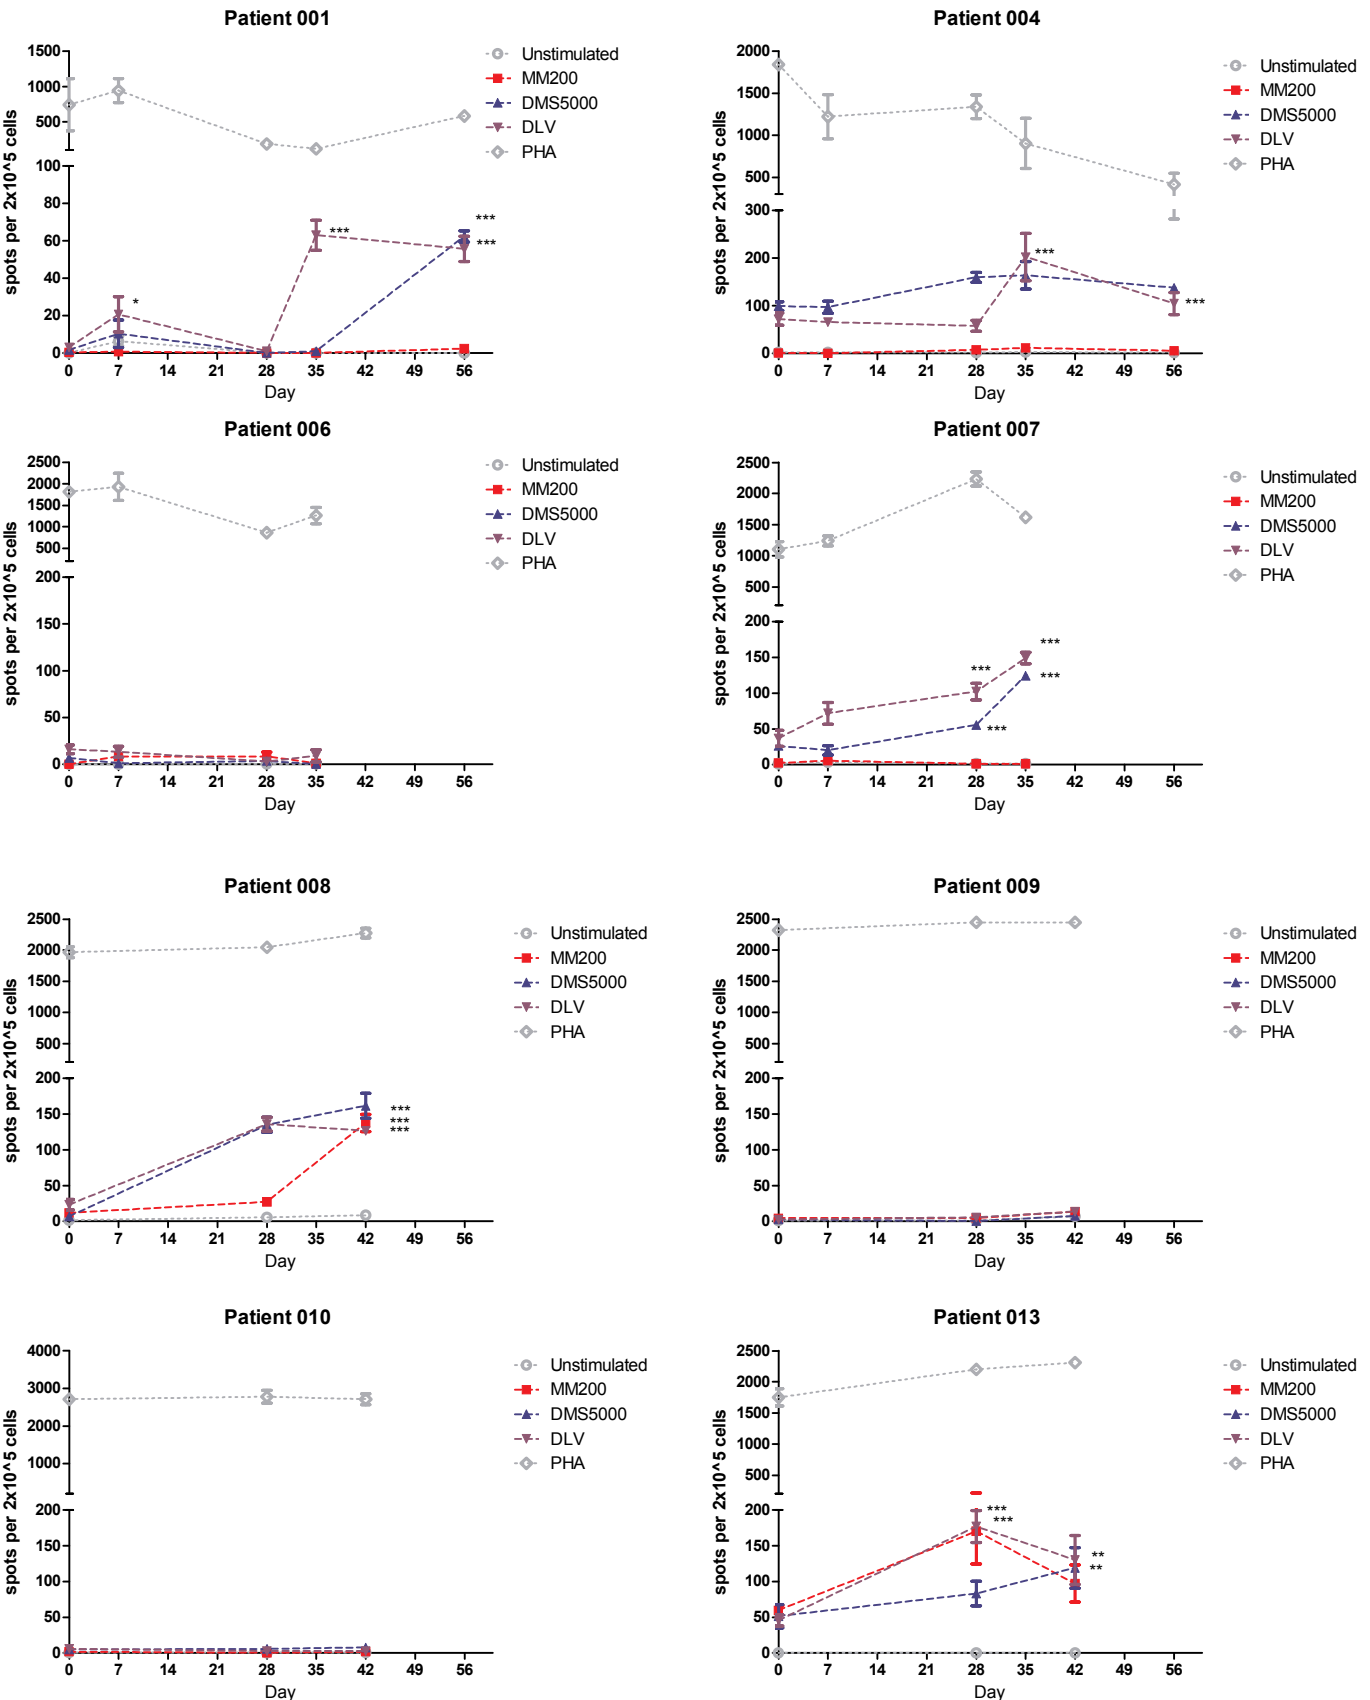 Patient 001
1500
1000
500
100
80
60
40
20
0
0 7 14 21 28 35 42 49 56
Day
spots per 2x10^5 cells
*
***
***
***
Unstimulated
MM200
DMS5000
DLV
PHA
Patient 004
2000
1500
1000
500
300
200
100
0
0 7 14 21 28 35 42 49 56
Day
spots per 2x10^5 cells
***
***
Unstimulated
MM200
DMS5000
DLV
PHA
Patient 006
2500
2000
1500
1000
500
200
150
100
50
0
0 7 14 21 28 35 42 49 56
Day
spots per 2x10^5 cells
Unstimulated
MM200
DMS5000
DLV
PHA
Patient 007
2500
2000
1500
1000
500
200
150
100
50
0
0 7 14 21 28 35 42 49 56
Day
spots per 2x10^5 cells
***
***
***
***
Unstimulated
MM200
DMS5000
DLV
PHA
Patient 008
2500
2000
1500
1000
500
200
150
100
50
0
0 7 14 21 28 35 42 49 56
Day
spots per 2x10^5 cells
***
***
***
Unstimulated
MM200
DMS5000
DLV
PHA
Patient 009
2500
2000
1500
1000
500
200
150
100
50
0
0 7 14 21 28 35 42 49 56
Day
spots per 2x10^5 cells
Unstimulated
MM200
DMS5000
DLV
PHA
Patient 010
4000
3000
2000
1000
200
150
100
50
0
0 7 14 21 28 35 42 49 56
Day
spots per 2x10^5 cells
Unstimulated
MM200
DMS5000
DLV
PHA
Patient 013
2500
2000
1500
1000
500
200
150
100
50
0
0 7 14 21 28 35 42 49 56
Day
spots per 2x10^5 cells
***
***
**
**
Unstimulated
MM200
DMS5000
DLV
PHA